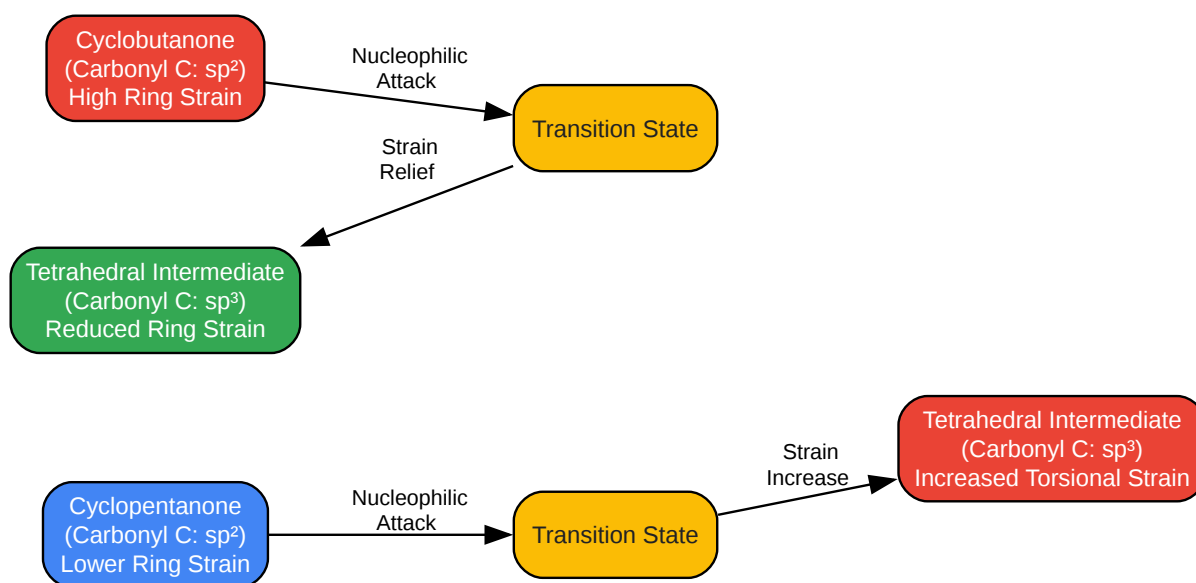 Cyclobutanone
(Carbonyl C: sp²)
High Ring Strain
Nucleophilic
Attack
Transition State
Strain
Relief
Tetrahedral Intermediate
(Carbonyl C: sp³)
Reduced Ring Strain
Cyclopentanone
(Carbonyl C: sp²)
Lower Ring Strain
Nucleophilic
Attack
Transition State
Strain
Increase
Tetrahedral Intermediate
(Carbonyl C: sp³)
Increased Torsional Strain